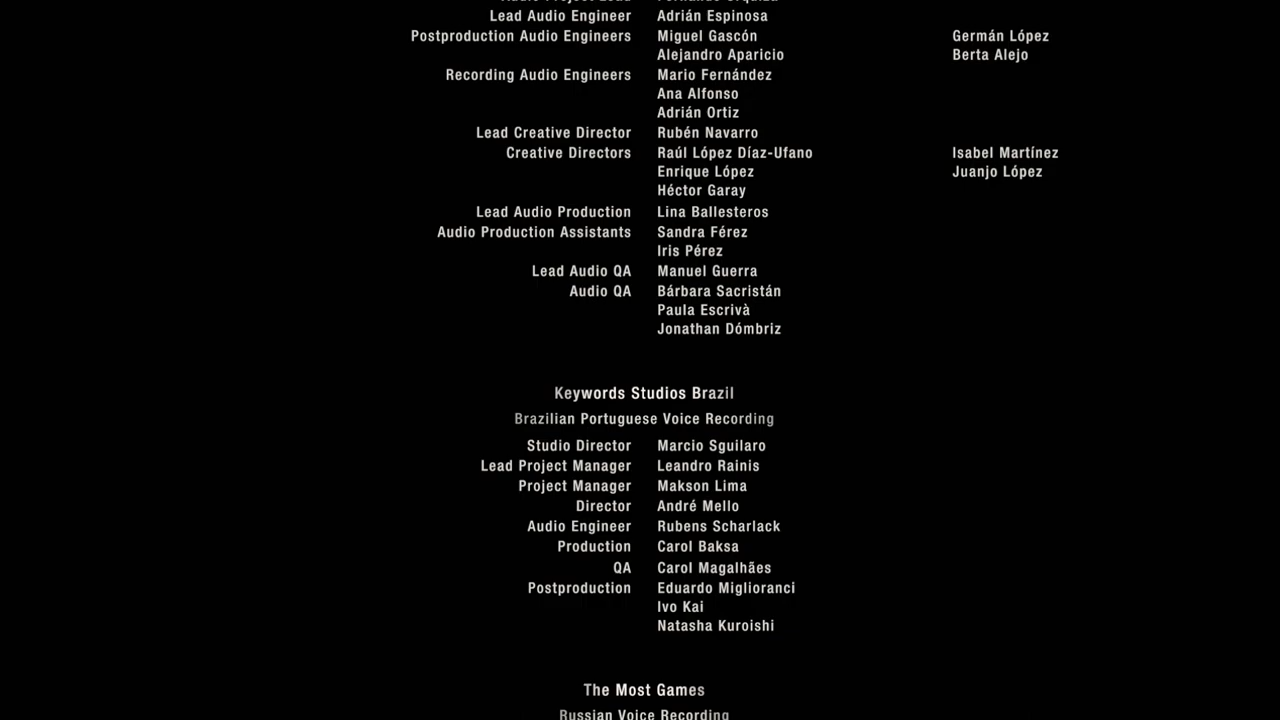 Lead Audio Engineer Adrián Espinosa
Postproduction Audio Engineers Miguel Gascón Germán López
Alejandro Aparicio Berta Alejo
Recording Audio Engineers Mario Fernández
Ana Alfonso
Adrián Ortiz
Lead Creative Director Rubén Navarro
Creative Directors Raúl López Díaz-Ufano Isabel Martínez
Enrique López Juanjo López
Héctor Garay
Lead Audio Production Lina Ballesteros
Audio Production Assistants Sandra Férez
Iris Pérez
Lead Audio QA Manuel Guerra
Audio QA Bárbara Sacristán
Paula Escrivà
Jonathan Dómbriz
Keywords Studios Brazil
Brazilian Portuguese Voice Recording
Studio Director Marcio Sguilaro
Lead Project Manager Leandro Rainis
Project Manager Makson Lima
Director André Mello
Audio Engineer Rubens Scharlack
Production Carol Baksa
QA Carol Magalhães
Postproduction Eduardo Miglioranci
Ivo Kai
Natasha Kuroishi
The Most Games
Russian Voice Recording